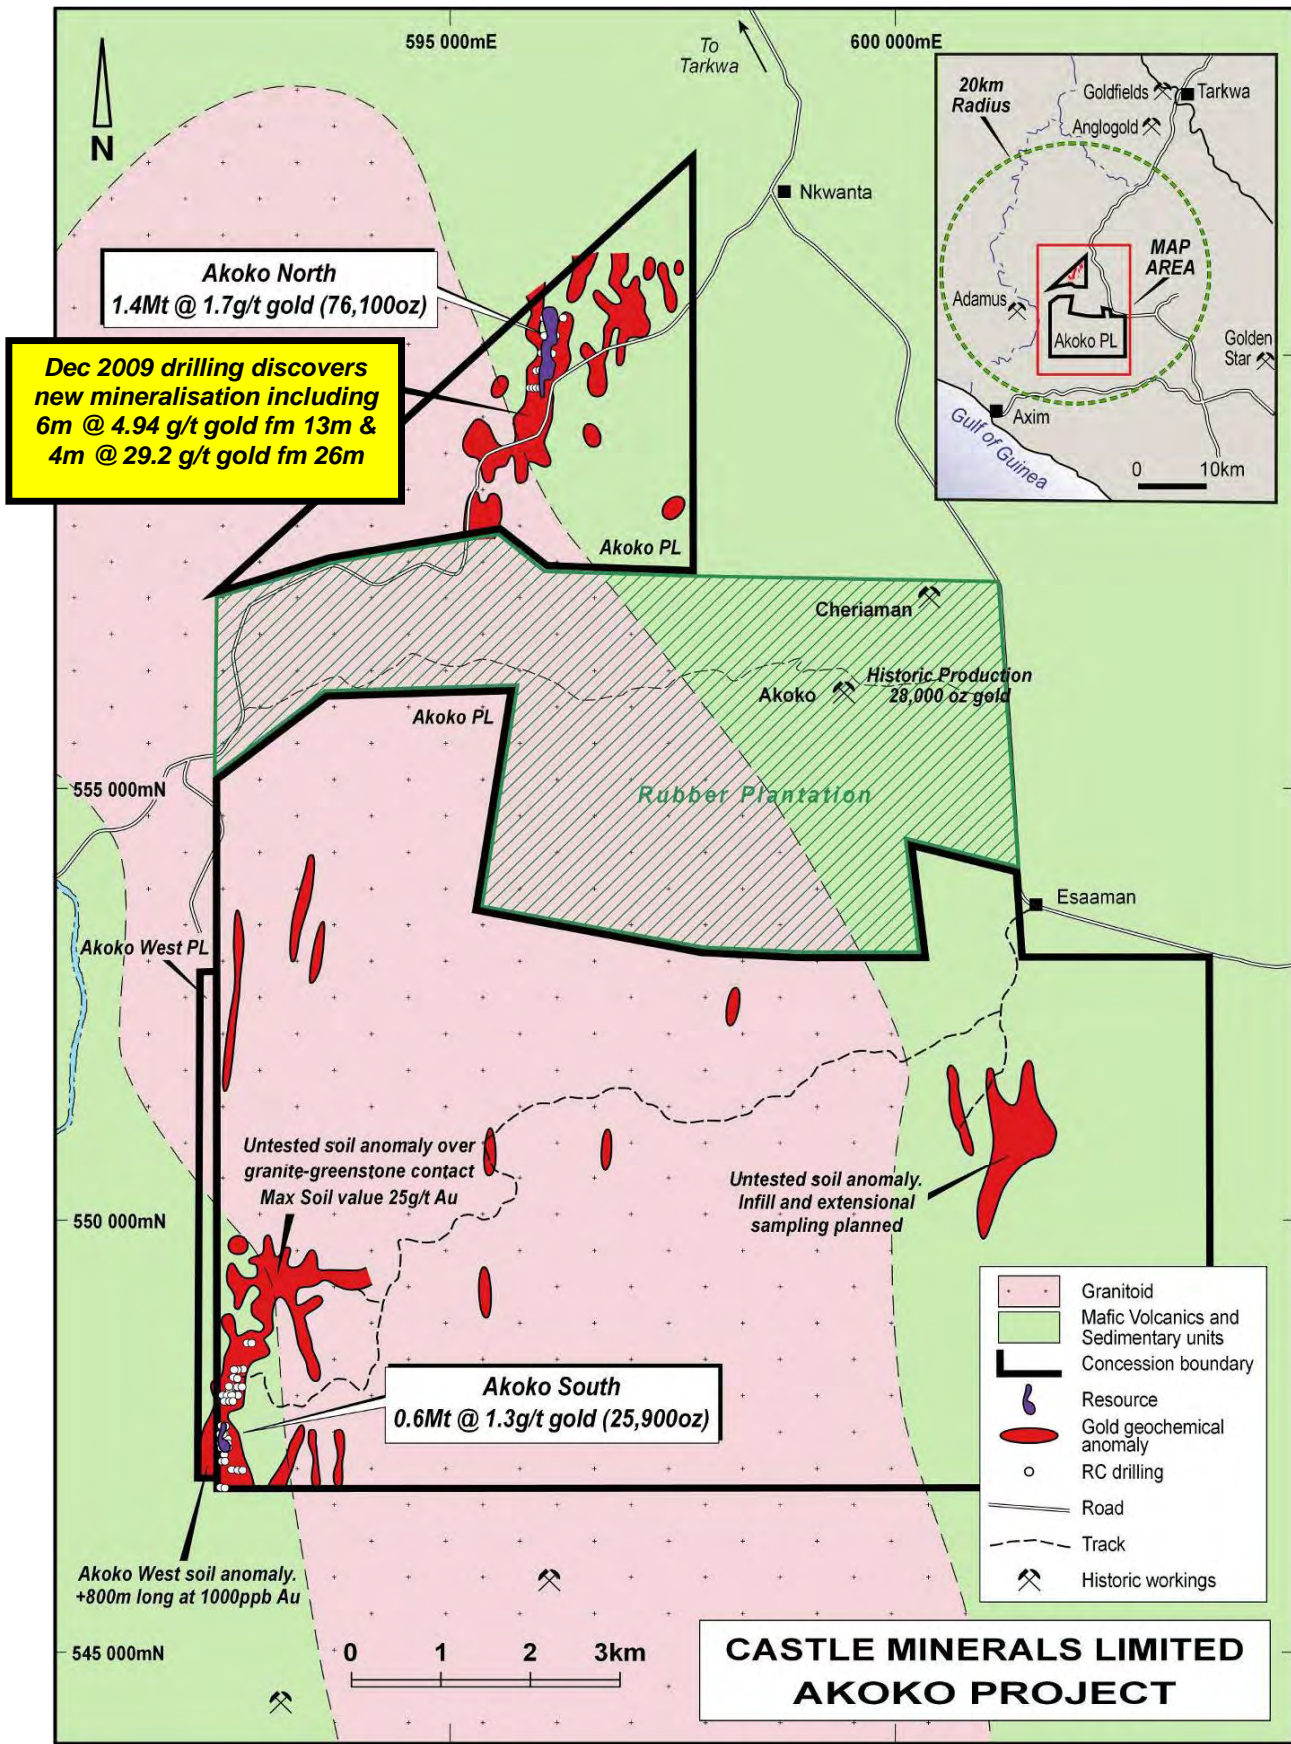 595 000mE
600 000mE
To
Tarkwa
N
Nkwanta
20km
Radius
Goldfields
Tarkwa
Anglogold
MAP
AREA
Adamus
Akoko PL
Golden
Star
Axim
Gulf of Guinea
0 10km
Akoko North
1.4Mt @ 1.7g/t gold (76,100oz)
Dec 2009 drilling discovers
new mineralisation including
6m @ 4.94 g/t gold fm 13m &
4m @ 29.2 g/t gold fm 26m
Akoko PL
Cheriaman
Akoko
Historic Production
28,000 oz gold
Akoko PL
555 000mN
Rubber Plantation
Esaaman
Akoko West PL
Untested soil anomaly over
granite-greenstone contact
Max Soil value 25g/t Au
Untested soil anomaly.
Infill and extensional
sampling planned
550 000mN
Granitoid
Mafic Volcanics and
Sedimentary units
Concession boundary
Resource
Gold geochemical
anomaly
RC drilling
Road
Track
Historic workings
Akoko South
0.6Mt @ 1.3g/t gold (25,900oz)
Akoko West soil anomaly.
+800m long at 1000ppb Au
545 000mN
0 1 2 3km
CASTLE MINERALS LIMITED
AKOKO PROJECT